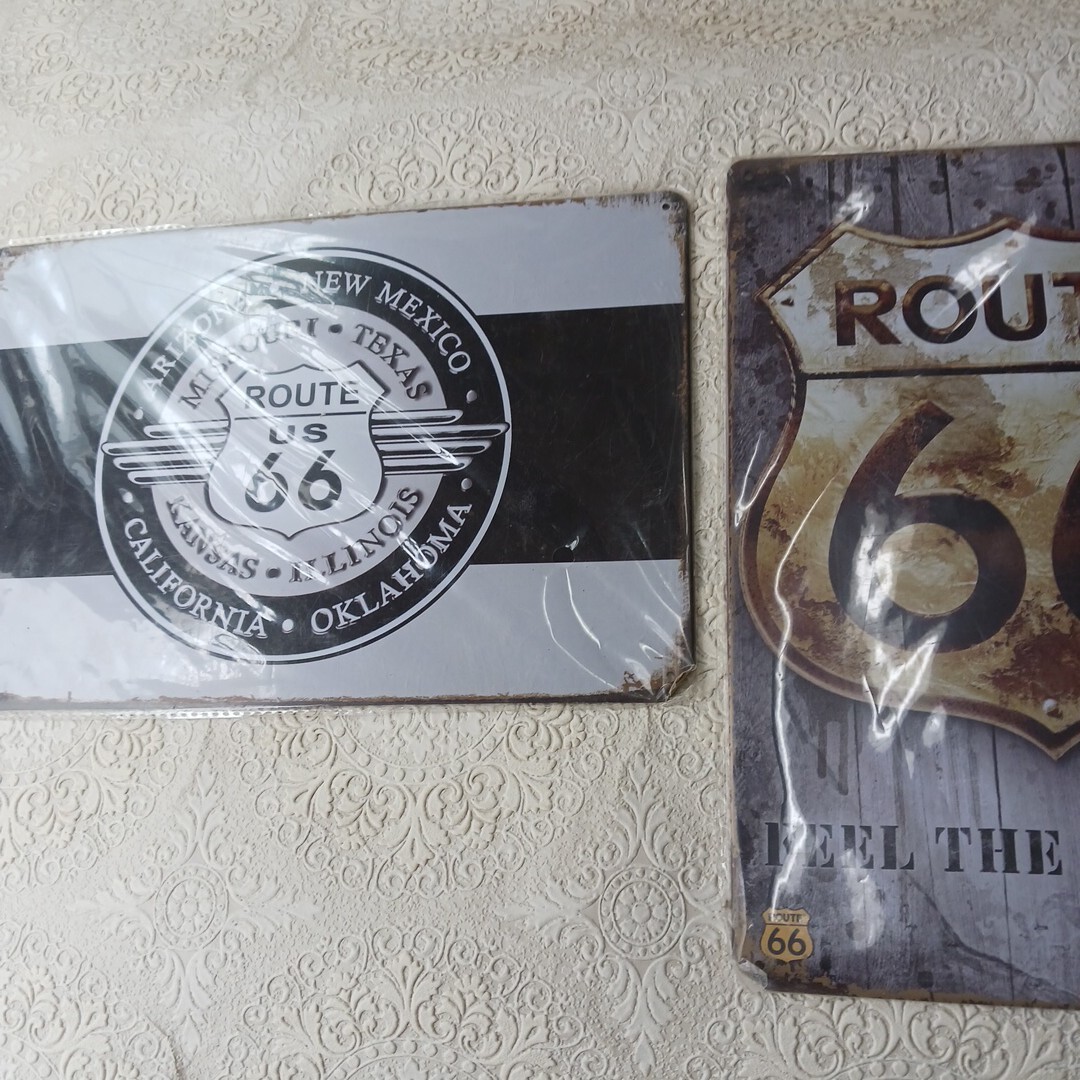 ARIZONA • NEW MEXICO
MISSOURI • TEXAS
ROUTE
US
66
KANSAS • ILLINOIS
CALIFORNIA • OKLAHOMA
ROUT
66
FEEL THE
ROUTE
66